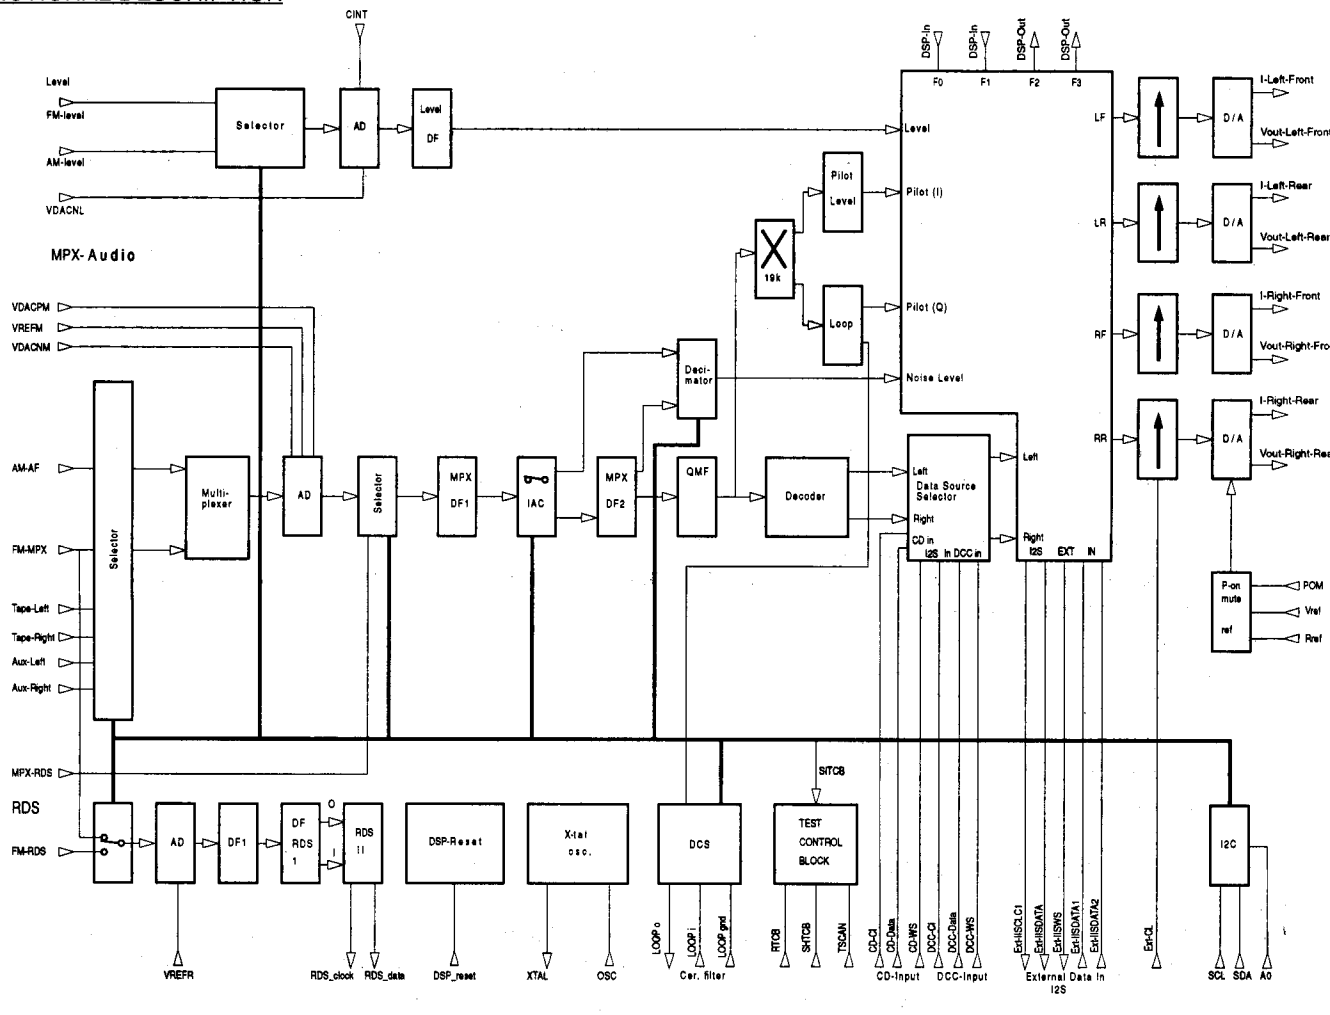 CINT
DSP-In
DSP-In
DSP-Out
DSP-Out
Level
FM-level
AM-level
VDACNL
Selector
AD
Level
DF
F0
F1
F2
F3
Level
Pilot (I)
Pilot (Q)
Noise Level
LF
LR
RF
RR
D/A
D/A
D/A
D/A
I-Left-Front
Vout-Left-Front
I-Left-Rear
Vout-Left-Rear
I-Right-Front
Vout-Right-Fro
I-Right-Rear
Vout-Right-Rea
Pilot
Level
19k
Loop
MPX-Audio
VDACPM
VREFM
VDACNM
AM-AF
FM-MPX
Tape-Left
Tape-Right
Aux-Left
Aux-Right
Selector
Multi-
plexer
AD
Selector
MPX
DF1
IAC
MPX
DF2
Deci-
mator
QMF
Decoder
Left
Data Source
Selector
Right
CD in
I2S In DCC in
Left
Right
I2S EXT IN
P-on
mute
ref
POM
Vref
Rref
MPX-RDS
RDS
FM-RDS
AD
DF1
DF
RDS
1
O
I
RDS
II
DSP-Reset
X-tal
osc.
DCS
SITCB
TEST
CONTROL
BLOCK
I2C
VREFR
RDS_clock
RDS_data
DSP_reset
XTAL
OSC
LOOP o
LOOP i
LOOP gnd
Cer. filter
RTCB
SHTCB
TSCAN
CD-Cl
CD-Data
CD-WS
DCC-Cl
DCC-Data
DCC-WS
CD-Input
DCC-Input
Ext-IISCLC1
Ext-IISDATA
Ext-IISWS
Ext-IISDATA1
Ext-IISDATA2
External Data In
I2S
Ext-CL
SCL
SDA
A0